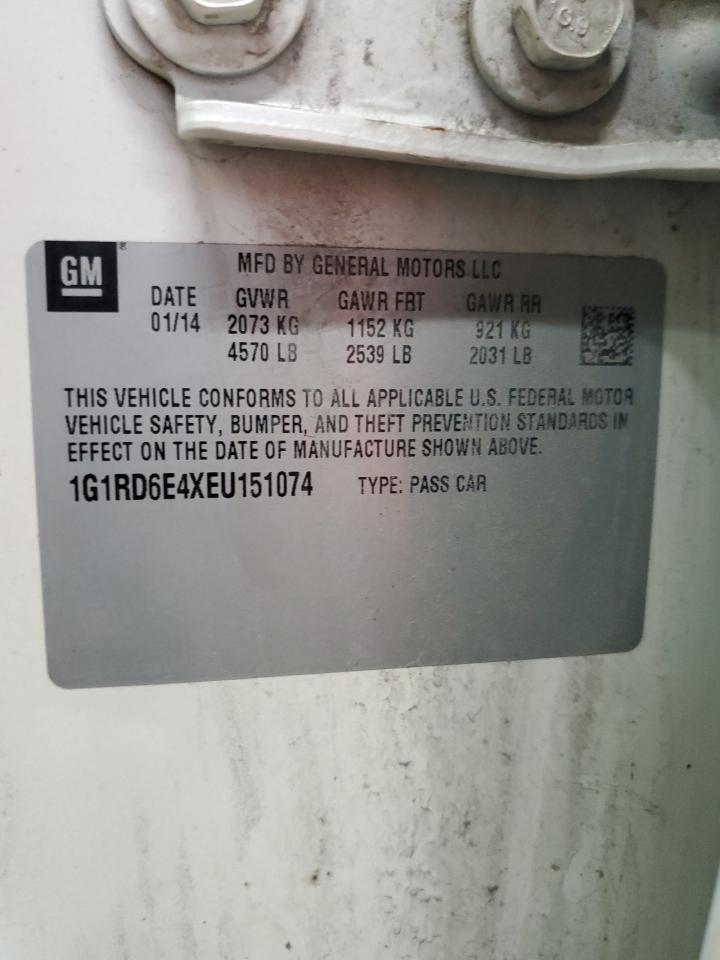 10.9
GM
MFD BY GENERAL MOTORS LLC
DATE GVWR GAWR FRT GAWR RR
01/14 2073 KG 1152 KG 921 KG
4570 LB 2539 LB 2031 LB
THIS VEHICLE CONFORMS TO ALL APPLICABLE U.S. FEDERAL MOTOR
VEHICLE SAFETY, BUMPER, AND THEFT PREVENTION STANDARDS IN
EFFECT ON THE DATE OF MANUFACTURE SHOWN ABOVE.
1G1RD6E4XEU151074 TYPE: PASS CAR